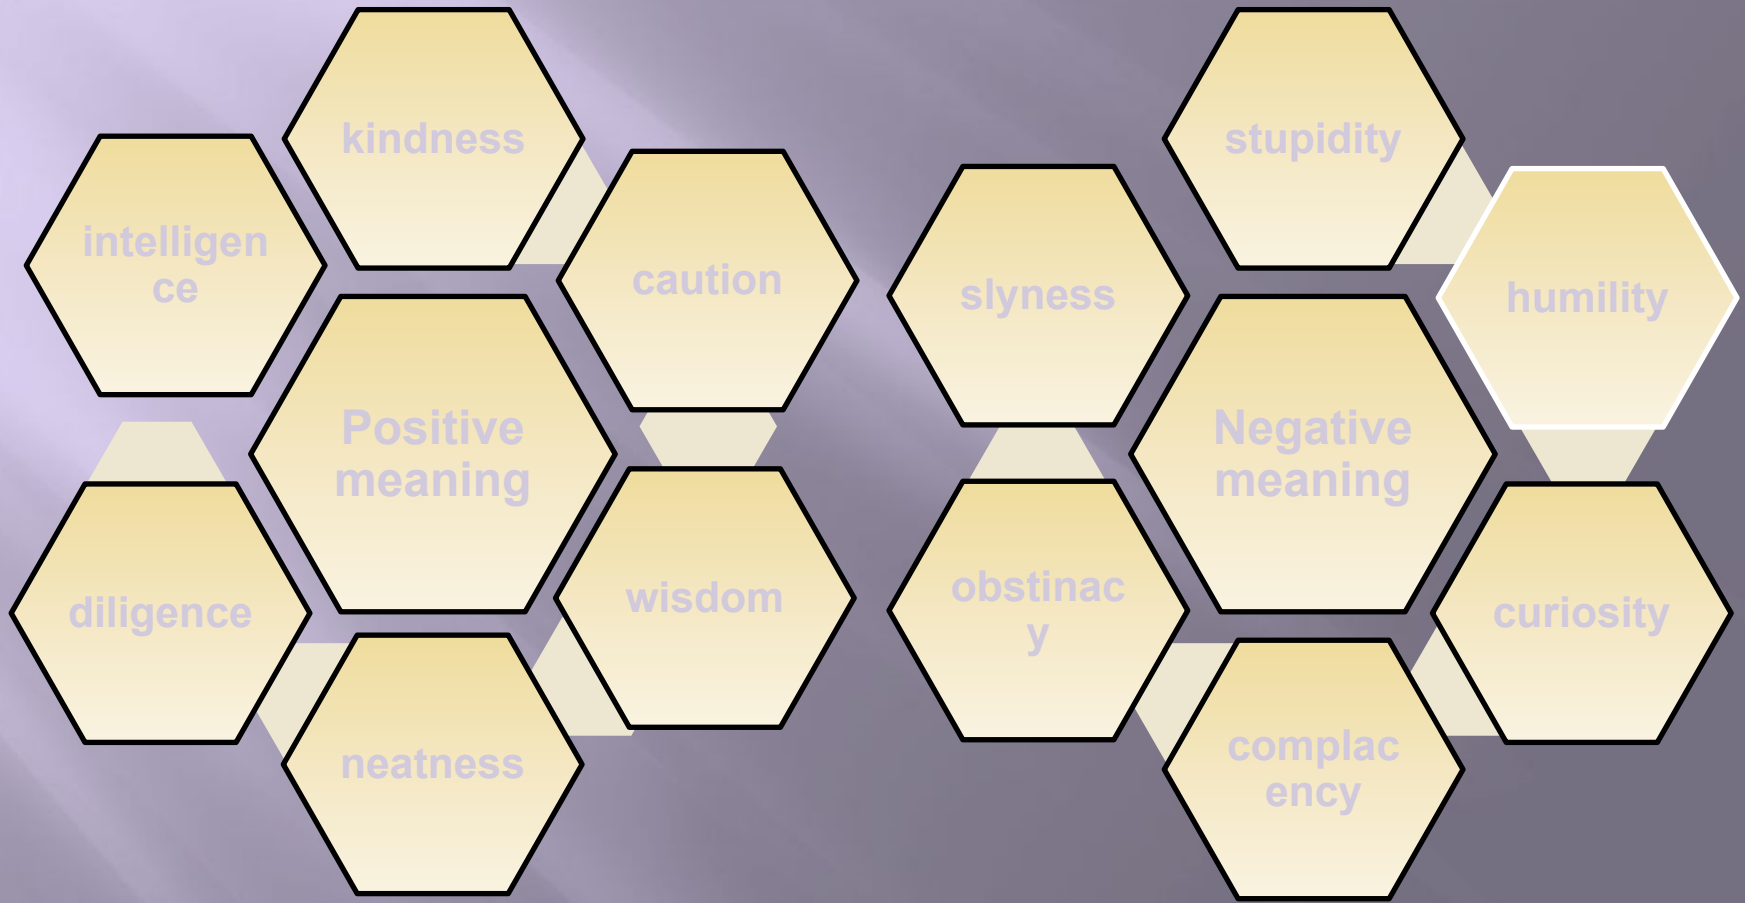 kindness
intelligen
ce
caution
Positive
meaning
diligence
wisdom
neatness
stupidity
slyness
humility
Negative
meaning
obstinac
y
curiosity
complac
ency